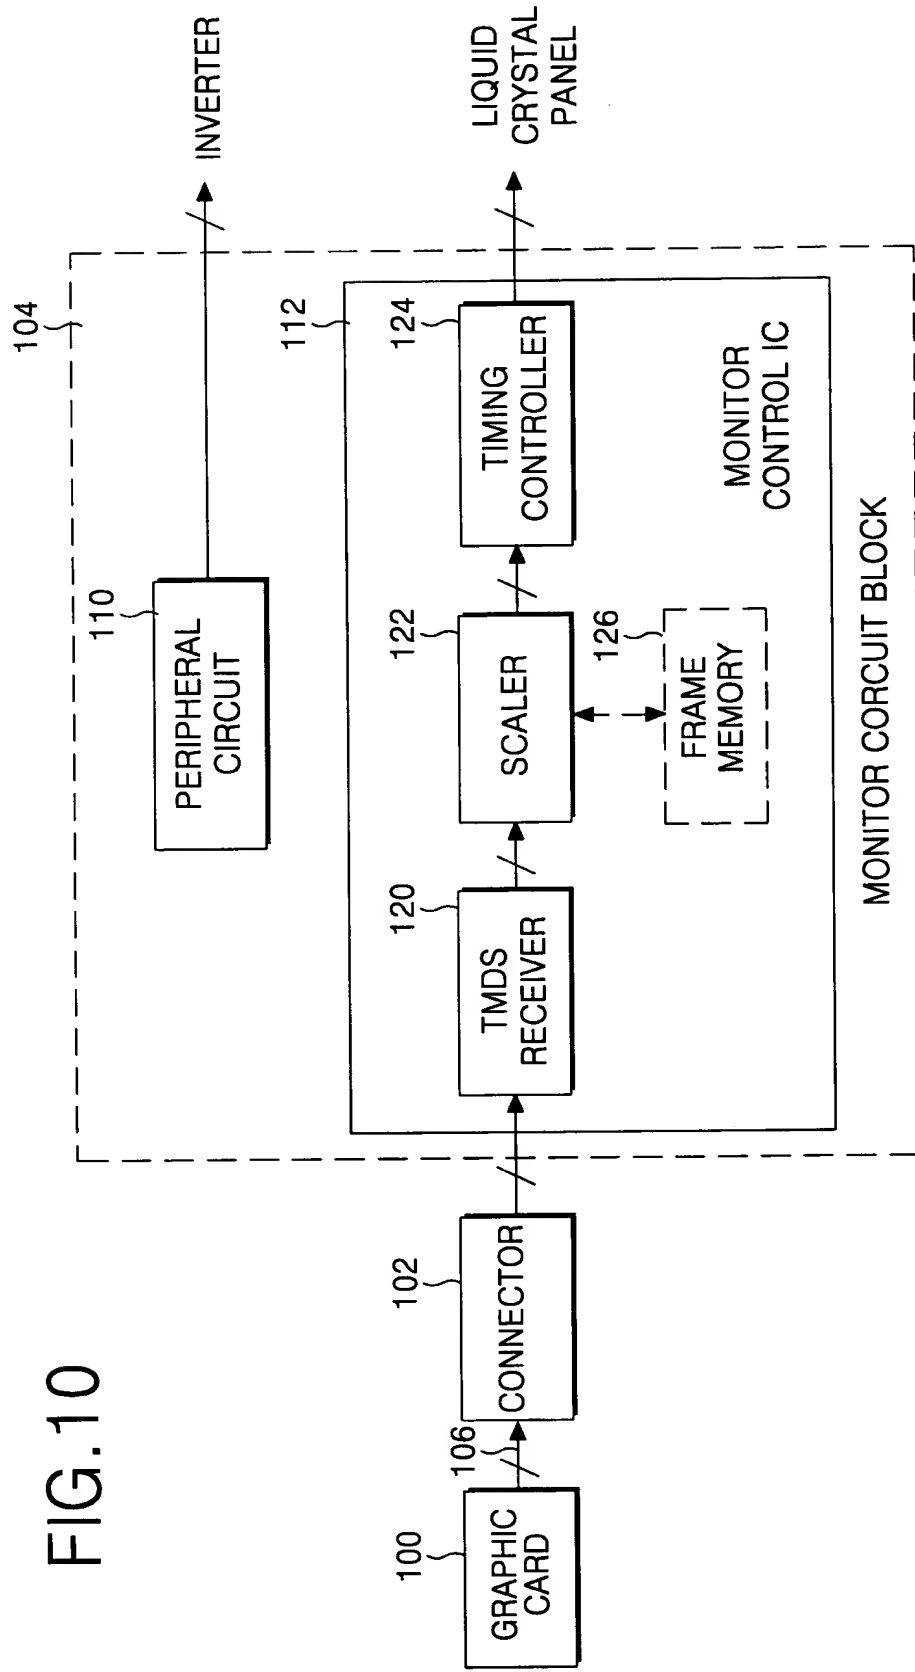 FIG.10
104
INVERTER
110
PERIPHERAL
CIRCUIT
112
LIQUID
CRYSTAL
PANEL
100
GRAPHIC
CARD
106
102
CONNECTOR
120
TMDS
RECEIVER
122
SCALER
124
TIMING
CONTROLLER
126
FRAME
MEMORY
MONITOR
CONTROL IC
MONITOR CORCUIT BLOCK